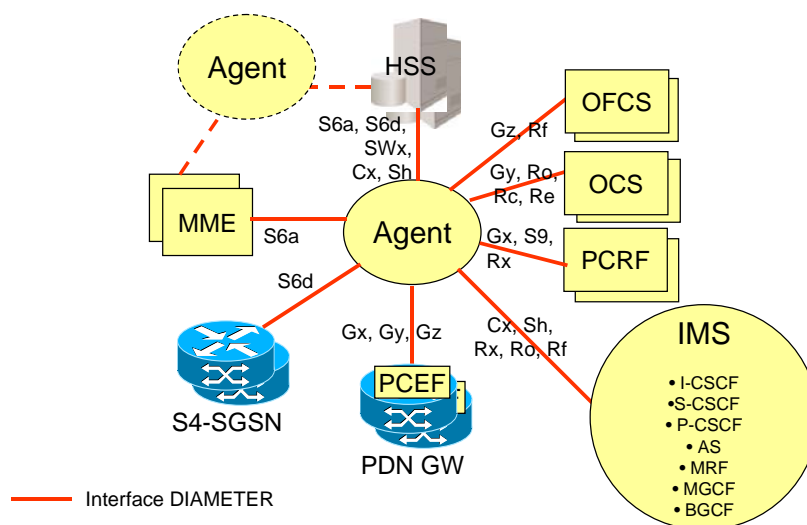 Agent
HSS
OFCS
S6a, S6d,
SWx,
Cx, Sh
Gz, Rf
Gy, Ro,
Rc, Re
OCS
MME
S6a
Agent
Gx, S9,
Rx
PCRF
S6d
Gx, Gy, Gz
Cx, Sh,
Rx, Ro, Rf
IMS
PCEF
• I-CSCF
•S-CSCF
• P-CSCF
• AS
• MRF
• MGCF
• BGCF
S4-SGSN
PDN GW
Interface DIAMETER